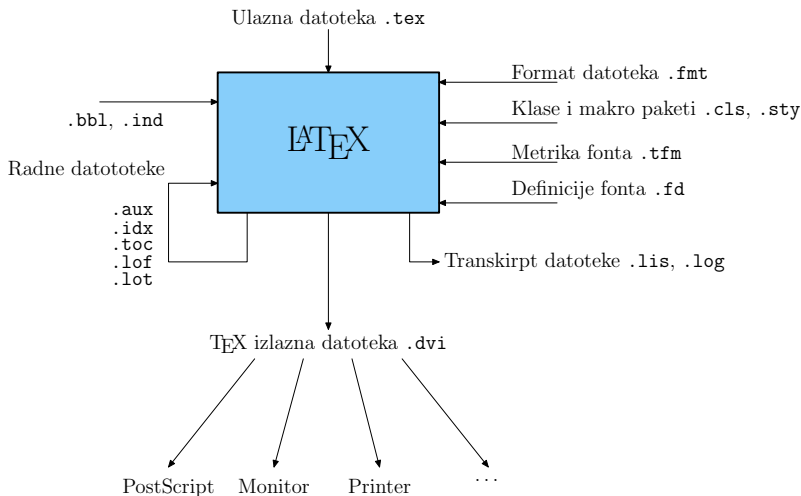 Ulazna datoteka .tex
Format datoteka .fmt
Klase i makro paketi .cls, .sty
.bbl, .ind
LATEX
Metrika fonta .tfm
Radne datototeke
Definicije fonta .fd
.aux
.idx
.toc
.lof
.lot
Transkirpt datoteke .lis, .log
TEX izlazna datoteka .dvi
PostScript Monitor Printer ...